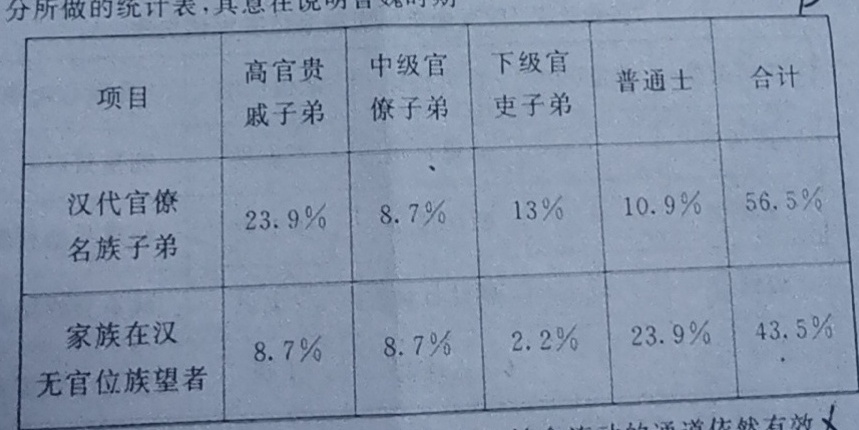 分所做的统计表,其意在说明曹魏时期
项目 高官贵戚子弟 中级官僚子弟 下级官吏子弟 普通士 合计
汉代官僚名族子弟 23.9% 8.7% 13% 10.9% 56.5%
家族在汉无官位族望者 8.7% 8.7% 2.2% 23.9% 43.5%
流动的通道依然有效